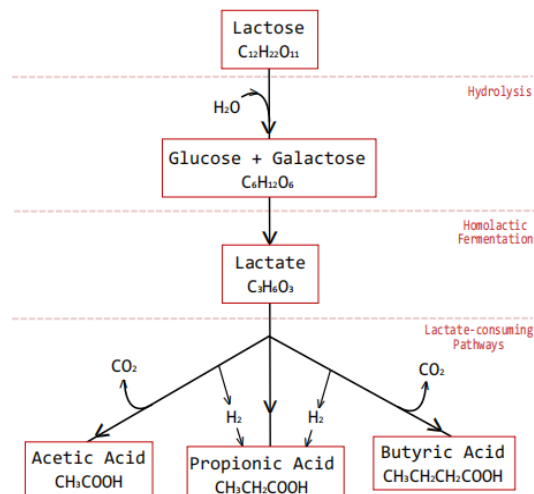 Lactose
C₁₂H₂₂O₁₁
Hydrolysis
H₂O
Glucose + Galactose
C₆H₁₂O₆
Homolactic
Fermentation
Lactate
C₃H₆O₃
Lactate-consuming
Pathways
CO₂
CO₂
H₂
H₂
Acetic Acid
CH₃COOH
Propionic Acid
CH₃CH₂COOH
Butyric Acid
CH₃CH₂CH₂COOH